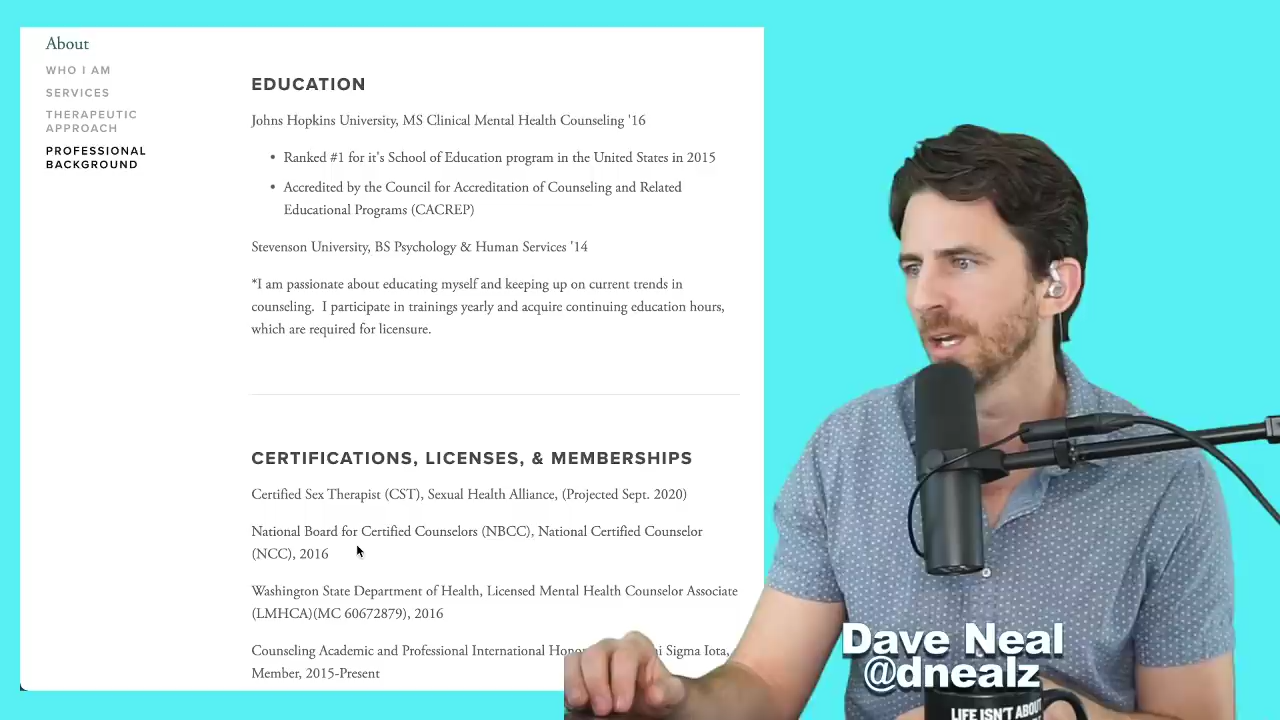 About
WHO I AM
SERVICES
THERAPEUTIC
APPROACH
PROFESSIONAL
BACKGROUND
EDUCATION
Johns Hopkins University, MS Clinical Mental Health Counseling '16
• Ranked #1 for it's School of Education program in the United States in 2015
• Accredited by the Council for Accreditation of Counseling and Related
Educational Programs (CACREP)
Stevenson University, BS Psychology & Human Services '14
*I am passionate about educating myself and keeping up on current trends in
counseling. I participate in trainings yearly and acquire continuing education hours,
which are required for licensure.
CERTIFICATIONS, LICENSES, & MEMBERSHIPS
Certified Sex Therapist (CST), Sexual Health Alliance, (Projected Sept. 2020)
National Board for Certified Counselors (NBCC), National Certified Counselor
(NCC), 2016
Washington State Department of Health, Licensed Mental Health Counselor Associate
(LMHCA)(MC 60672879), 2016
Counseling Academic and Professional International Sigma Iota,
Member, 2015-Present
Dave Neal
@dnealz
LIFE ISN'T ABOUT